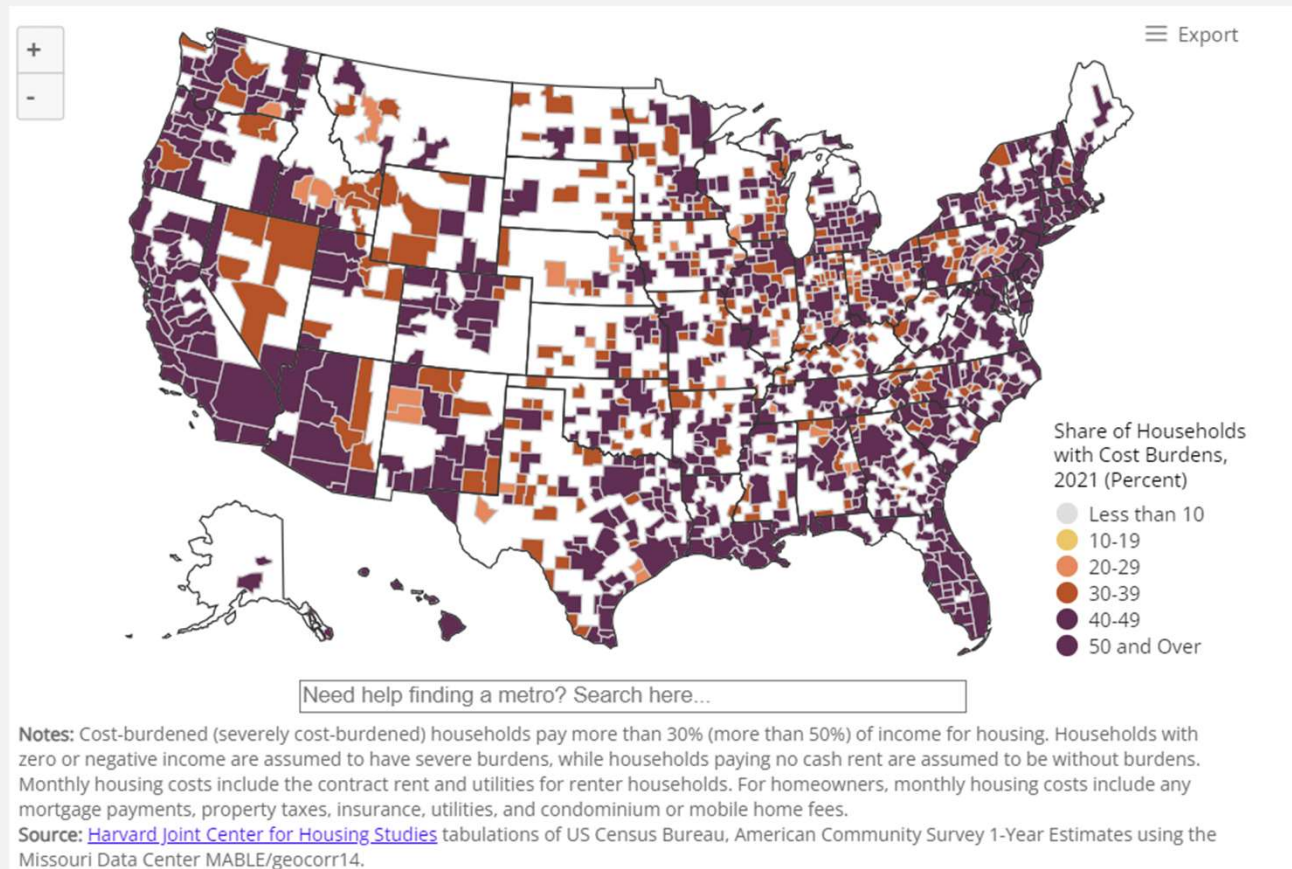 +
-
Export
Share of Households
with Cost Burdens,
2021 (Percent)
Less than 10
10-19
20-29
30-39
40-49
50 and Over
Need help finding a metro? Search here...
Notes: Cost-burdened (severely cost-burdened) households pay more than 30% (more than 50%) of income for housing. Households with
zero or negative income are assumed to have severe burdens, while households paying no cash rent are assumed to be without burdens.
Monthly housing costs include the contract rent and utilities for renter households. For homeowners, monthly housing costs include any
mortgage payments, property taxes, insurance, utilities, and condominium or mobile home fees.
Source: Harvard Joint Center for Housing Studies tabulations of US Census Bureau, American Community Survey 1-Year Estimates using the
Missouri Data Center MABLE/geocorr14.